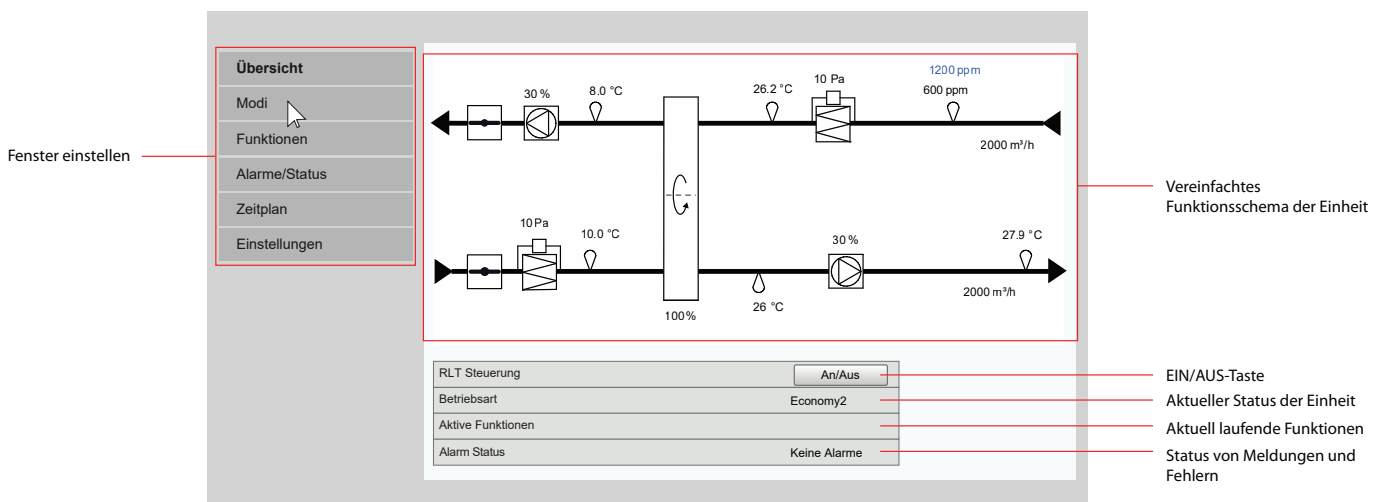 Fenster einstellen
Übersicht
Modi
Funktionen
Alarme/Status
Zeitplan
Einstellungen
30 %
8.0 °C
26.2 °C
10 Pa
1200 ppm
600 ppm
2000 m³/h
10 Pa
10.0 °C
100%
26 °C
30 %
27.9 °C
2000 m³/h
Vereinfachtes
Funktionsschema der Einheit
RLT Steuerung An/Aus
Betriebsart Economy2
Aktive Funktionen
Alarm Status Keine Alarme
EIN/AUS-Taste
Aktueller Status der Einheit
Aktuell laufende Funktionen
Status von Meldungen und
Fehlern